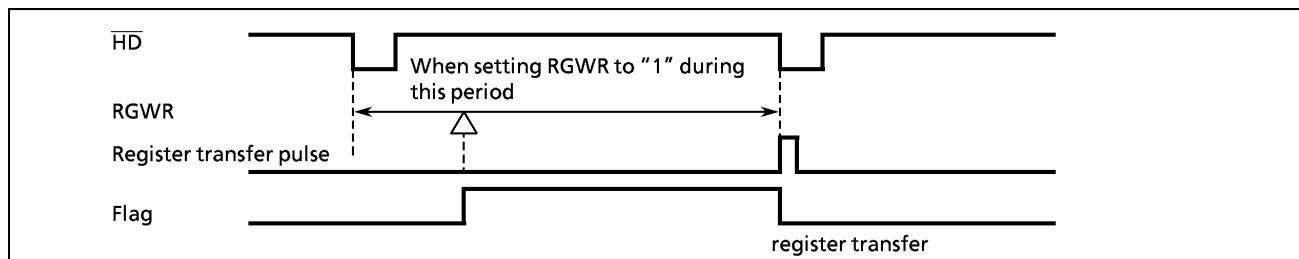 HD
When setting RGWR to “1” during
this period
RGWR
Register transfer pulse
Flag
register transfer